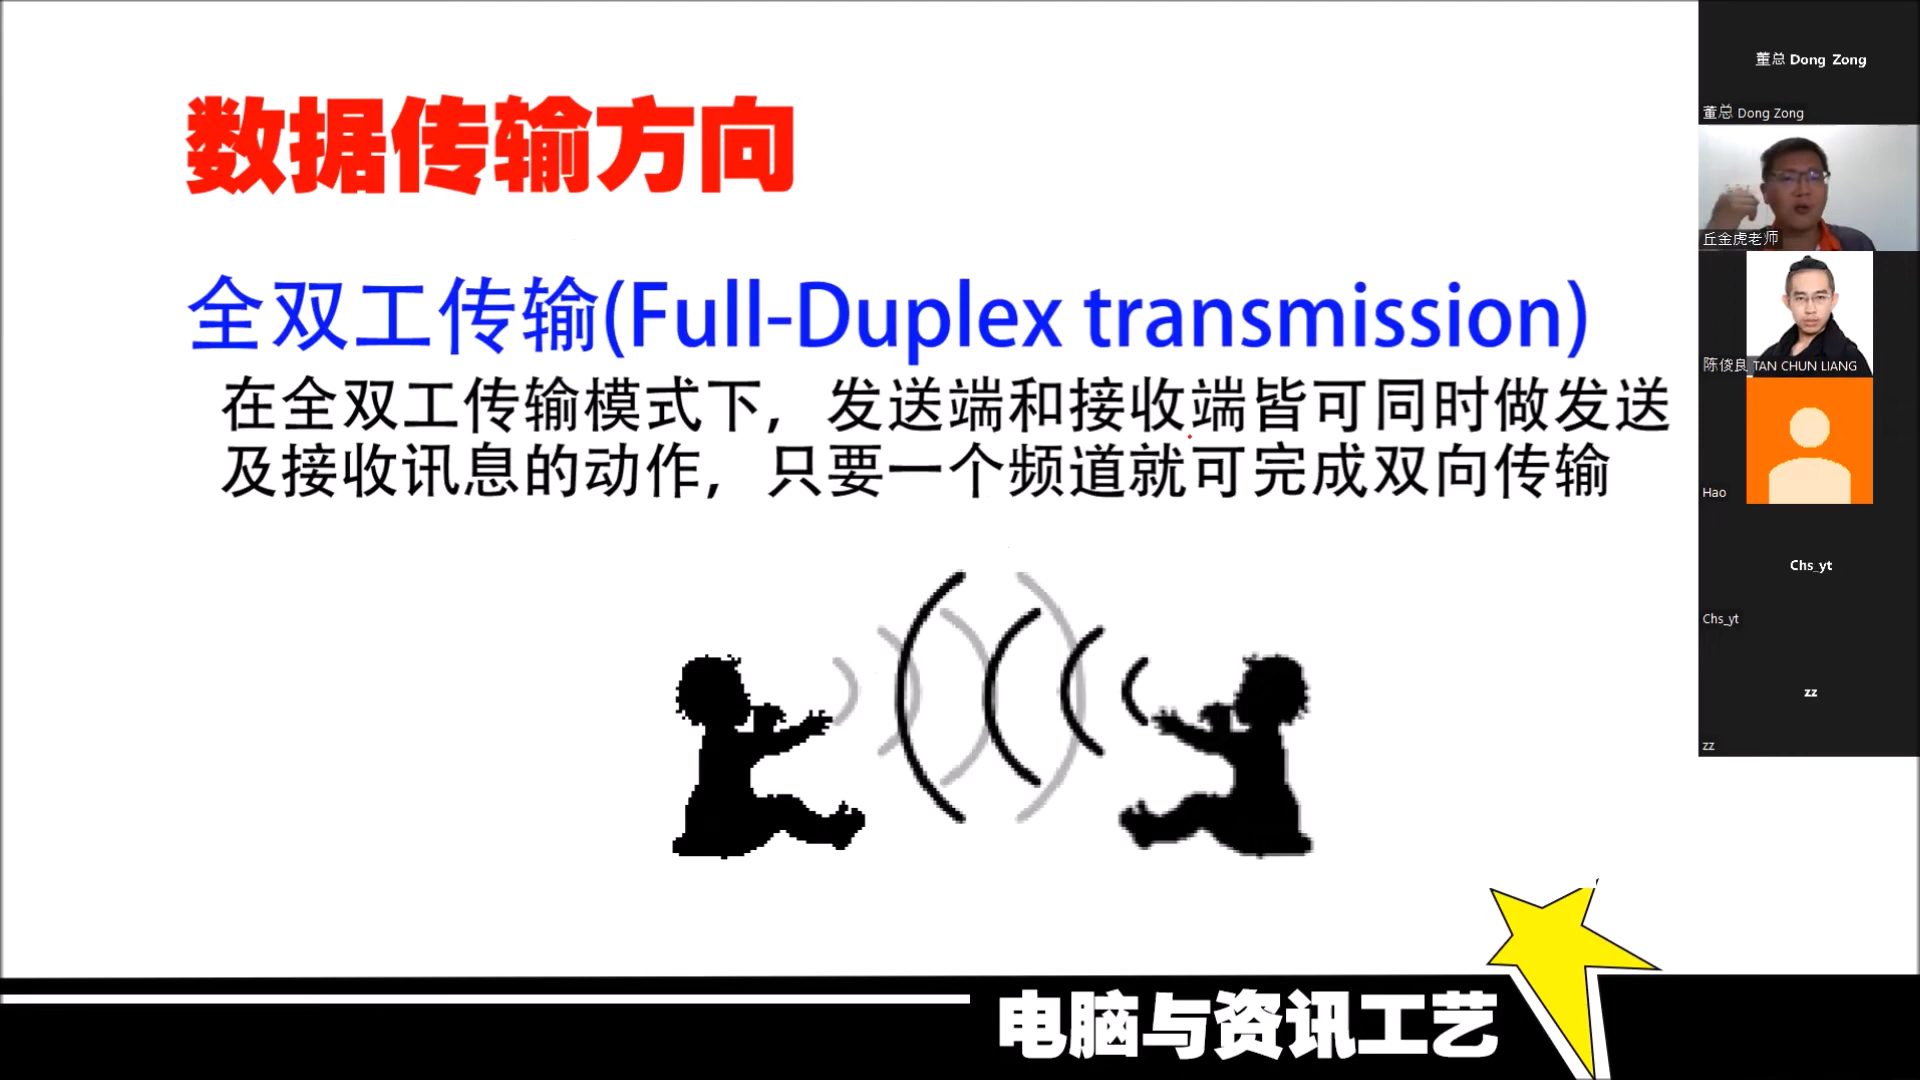 数据传输方向
全双工传输(Full-Duplex transmission)
在全双工传输模式下，发送端和接收端皆可同时做发送
及接收讯息的动作，只要一个频道就可完成双向传输
电脑与资讯工艺
董总 Dong Zong
董总 Dong Zong
丘金虎老师
陈俊良 TAN CHUN LIANG
Hao
Chs_yt
Chs_yt
zz
zz